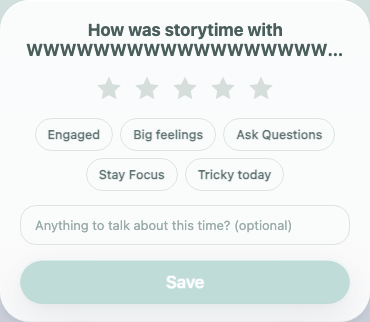 How was storytime with
WWWWWWWWWWWWWWWWWW...
Engaged
Big feelings
Ask Questions
Stay Focus
Tricky today
Anything to talk about this time? (optional)
Save